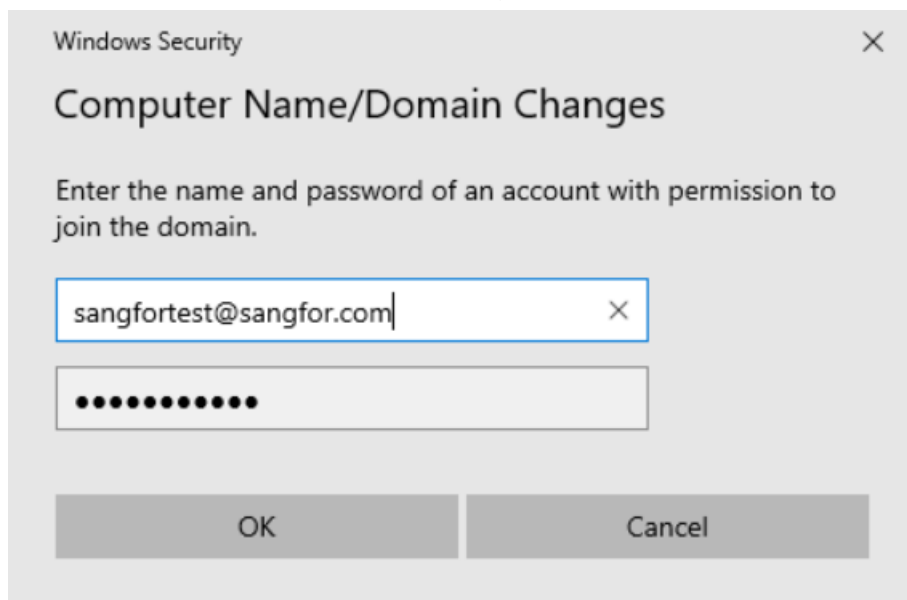 Windows Security
Computer Name/Domain Changes
Enter the name and password of an account with permission to
join the domain.
sangfortest@sangfor.com
●●●●●●●●●●●
OK Cancel